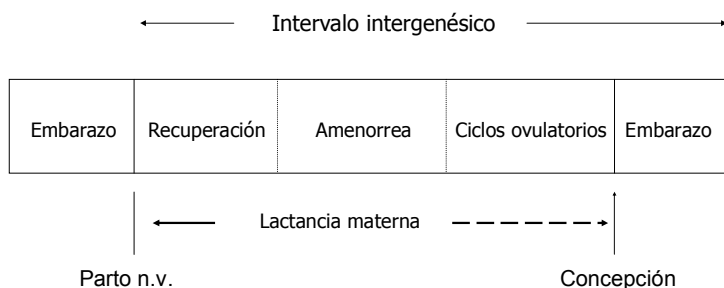 Intervalo intergenésico
Embarazo Recuperación Amenorrea Ciclos ovulatorios Embarazo
Lactancia materna
Parto n.v. Concepción